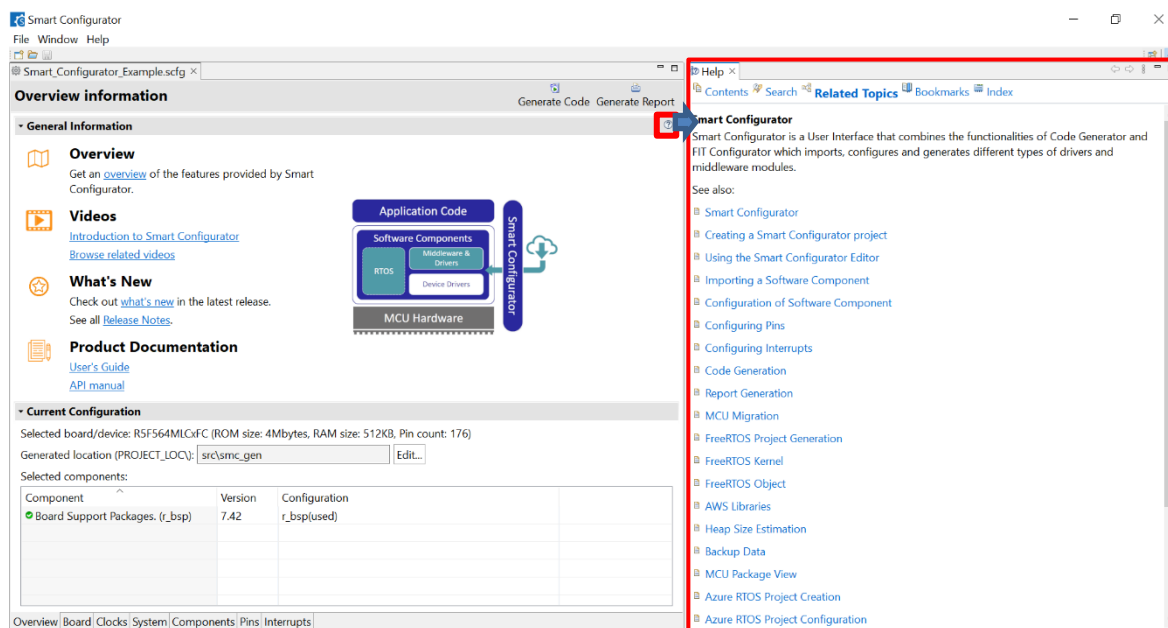 Smart Configurator
File Window Help
Smart_Configurator_Example.scfg
Overview information
Generate Code Generate Report
General Information
Overview
Get an overview of the features provided by Smart
Configurator.
Videos
Introduction to Smart Configurator
Browse related videos
What's New
Check out what's new in the latest release.
See all Release Notes.
Product Documentation
User's Guide
API manual
Application Code
Software Components
RTOS
Middleware &
Drivers
Device Drivers
MCU Hardware
Smart Configurator
Current Configuration
Selected board/device: R5F564MLCxFC (ROM size: 4Mbytes, RAM size: 512KB, Pin count: 176)
Generated location (PROJECT_LOC\): src\smc_gen Edit...
Selected components:
Component Version Configuration
Board Support Packages. (r_bsp) 7.42 r_bsp(used)
Overview Board Clocks System Components Pins Interrupts
Help
Contents Search Related Topics Bookmarks Index
Smart Configurator
Smart Configurator is a User Interface that combines the functionalities of Code Generator and
FIT Configurator which imports, configures and generates different types of drivers and
middleware modules.
See also:
Smart Configurator
Creating a Smart Configurator project
Using the Smart Configurator Editor
Importing a Software Component
Configuration of Software Component
Configuring Pins
Configuring Interrupts
Code Generation
Report Generation
MCU Migration
FreeRTOS Project Generation
FreeRTOS Kernel
FreeRTOS Object
AWS Libraries
Heap Size Estimation
Backup Data
MCU Package View
Azure RTOS Project Creation
Azure RTOS Project Configuration